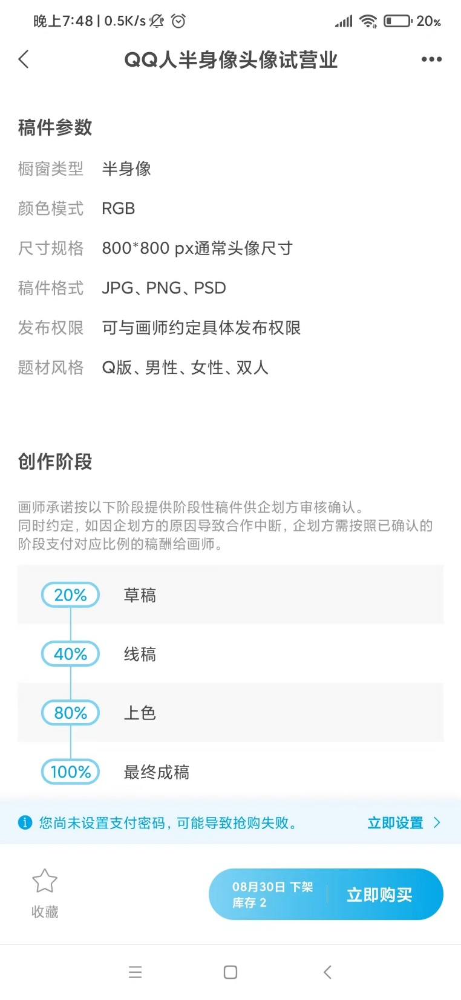 晚上7:48 | 0.5K/s
20%
QQ人半身像头像试营业
稿件参数
橱窗类型 半身像
颜色模式 RGB
尺寸规格 800*800 px通常头像尺寸
稿件格式 JPG、PNG、PSD
发布权限 可与画师约定具体发布权限
题材风格 Q版、男性、女性、双人
创作阶段
画师承诺按以下阶段提供阶段性稿件供企划方审核确认。
同时约定，如因企划方的原因导致合作中断，企划方需按照已确认的
阶段支付对应比例的稿酬给画师。
20% 草稿
40% 线稿
80% 上色
100% 最终成稿
您尚未设置支付密码，可能导致抢购失败。 立即设置
收藏
08月30日 下架
库存 2
立即购买